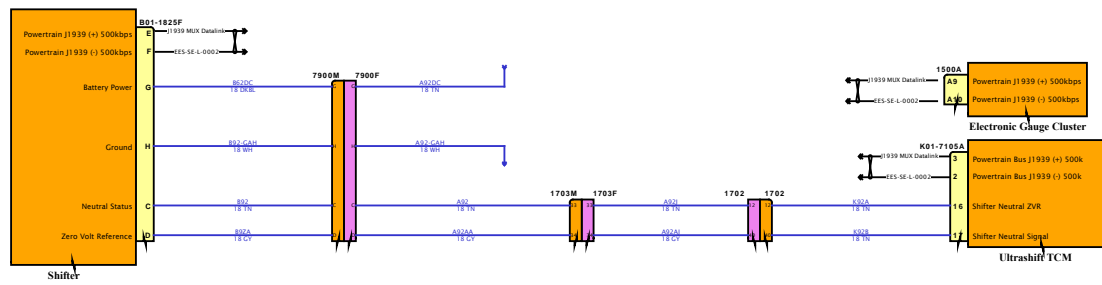 B01-1825F
Powertrain J1939 (+) 500kbps
E
J1939 MUX Datalink
Powertrain J1939 (-) 500kbps
F
EES-SE-L-0002
7900M 7900F
Battery Power
G
B62DC
18 DKBL
G
G
A92DC
18 TN
Ground
H
B92-GAH
18 WH
H
H
A92-GAH
18 WH
Neutral Status
C
B92
18 TN
C
C
A92
18 TN
Zero Volt Reference
D
B9ZA
18 GY
A92AA
18 GY
Shifter
1703M 1703F
33
33
A92J
18 TN
A92AJ
18 GY
1702 1702
12
12
K92A
18 TN
K92B
18 TN
1500A
J1939 MUX Datalink
A9
Powertrain J1939 (+) 500kbps
EES-SE-L-0002
A10
Powertrain J1939 (-) 500kbps
Electronic Gauge Cluster
K01-7105A
J1939 MUX Datalink
3
Powertrain Bus J1939 (+) 500k
EES-SE-L-0002
2
Powertrain Bus J1939 (-) 500k
16
Shifter Neutral ZVR
17
Shifter Neutral Signal
Ultrashift TCM